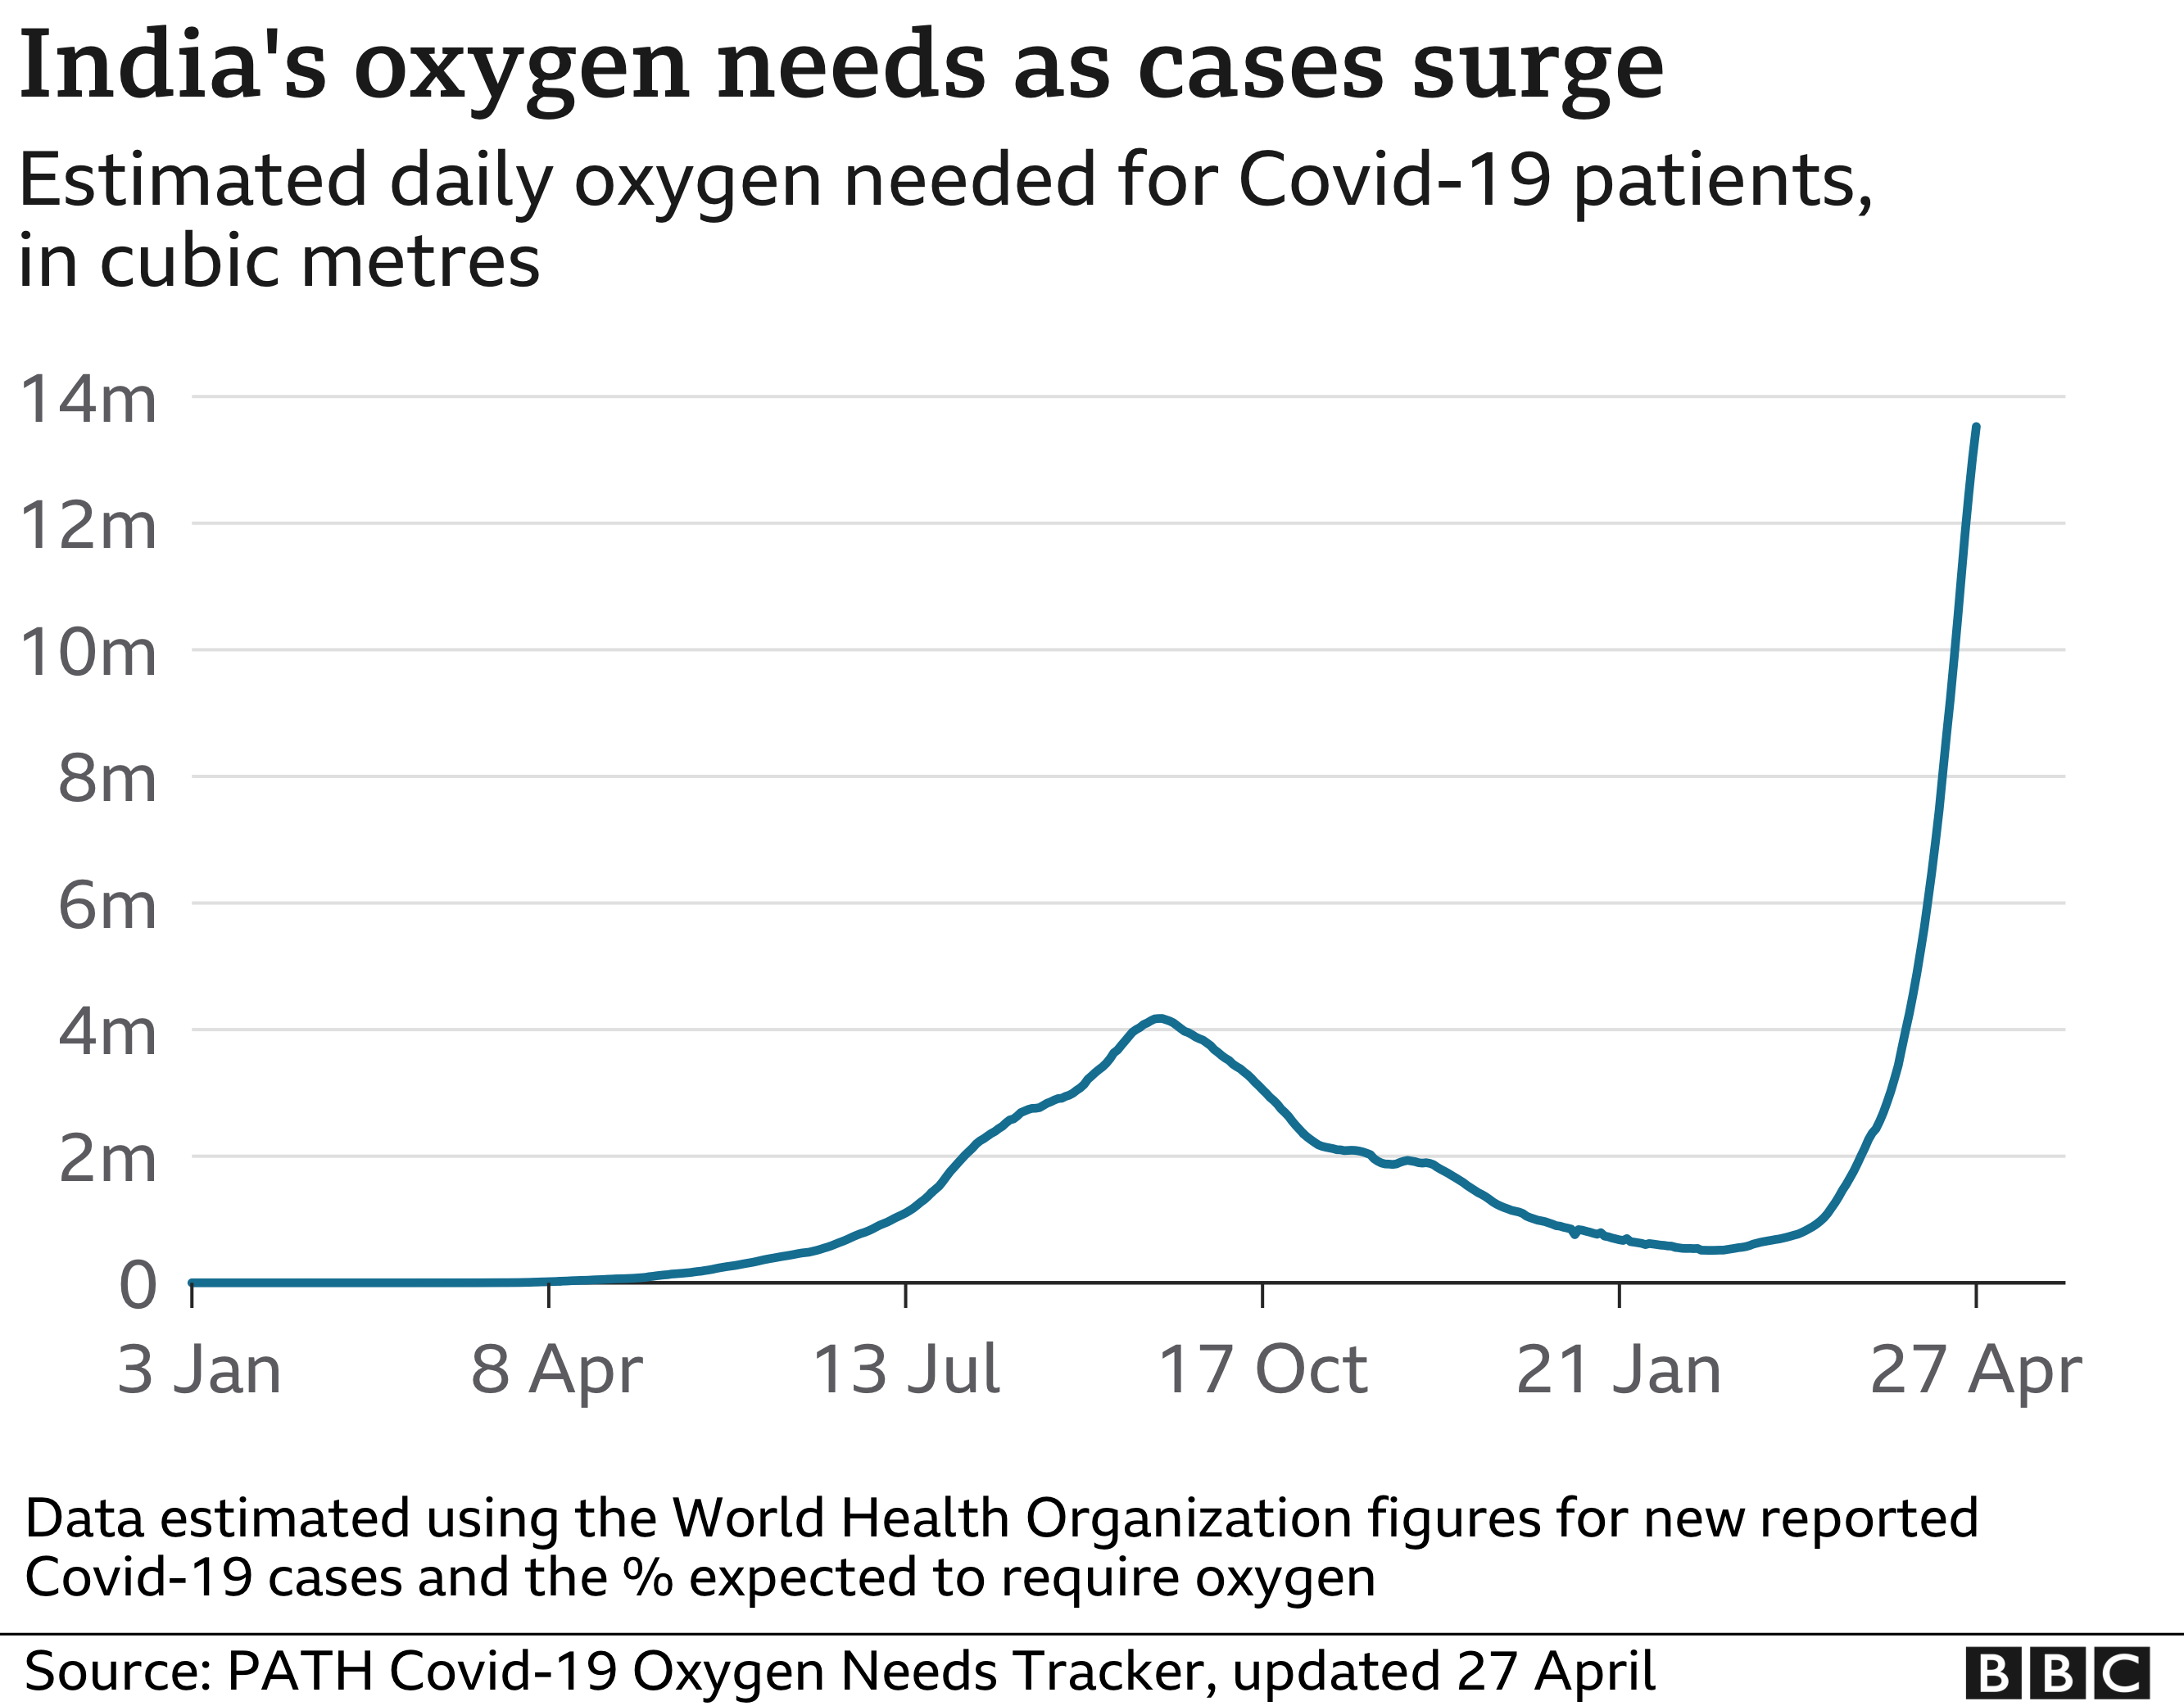 India's oxygen needs as cases surge
Estimated daily oxygen needed for Covid-19 patients,
in cubic metres
14m
12m
10m
8m
6m
4m
2m
0
3 Jan 8 Apr 13 Jul 17 Oct 21 Jan 27 Apr
Data estimated using the World Health Organization figures for new reported
Covid-19 cases and the % expected to require oxygen
Source: PATH Covid-19 Oxygen Needs Tracker, updated 27 April BBC